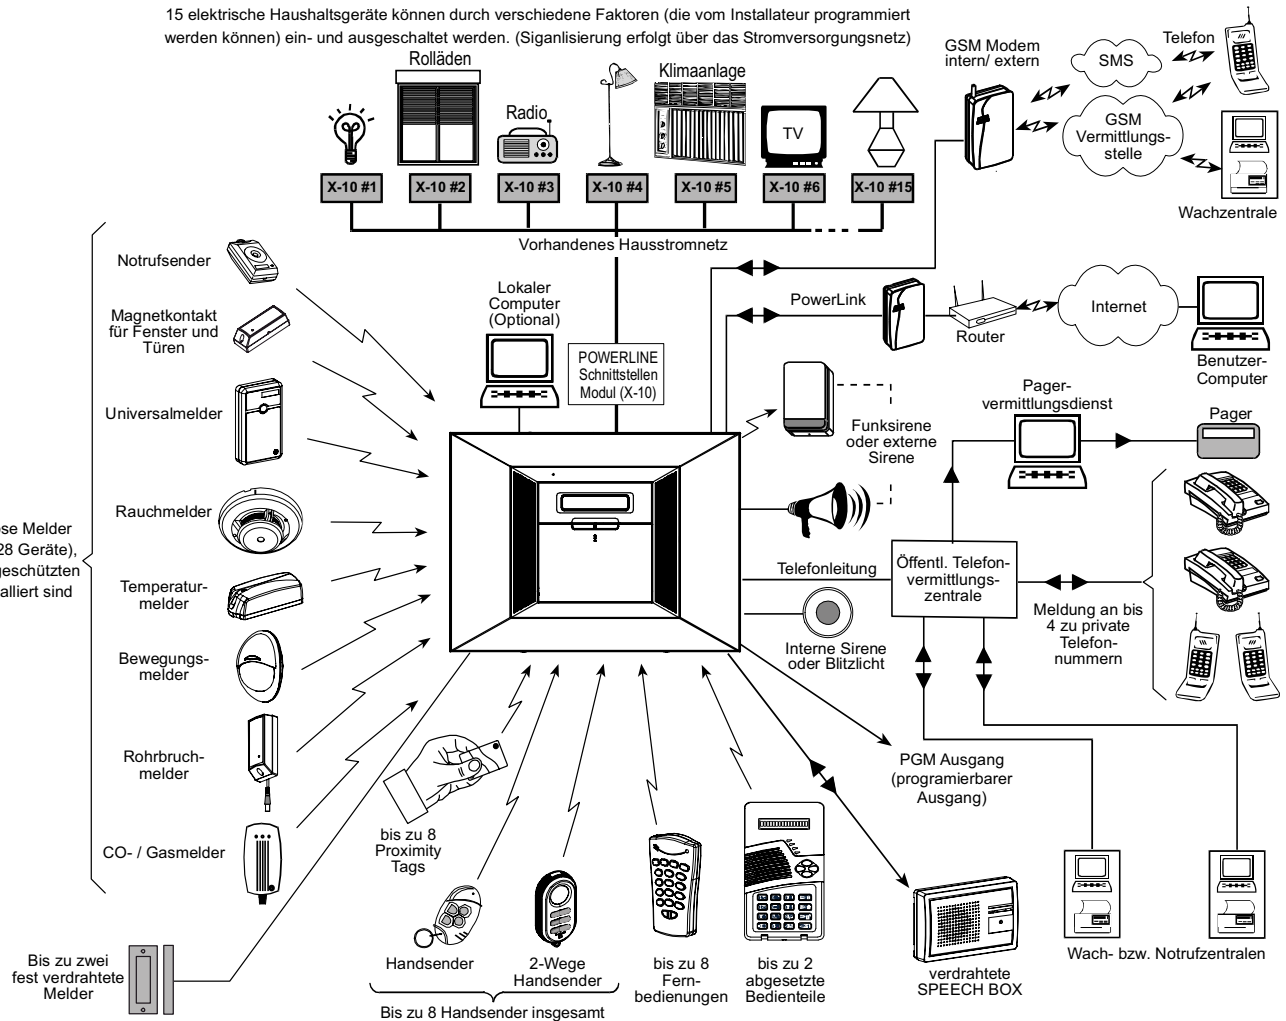 15 elektrische Haushaltsgeräte können durch verschiedene Faktoren (die vom Installateur programmiert
werden können) ein- und ausgeschaltet werden. (Siganlisierung erfolgt über das Stromversorgungsnetz)
Rolläden
Radio
Klimaanlage
TV
X-10 #1
X-10 #2
X-10 #3
X-10 #4
X-10 #5
X-10 #6
X-10 #15
Vorhandenes Hausstromnetz
GSM Modem
intern/ extern
SMS
Telefon
GSM
Vermittlungs-
stelle
Wachzentrale
Notrufsender
Magnetkontakt
für Fenster und
Türen
Universalmelder
Rauchmelder
Temperatur-
melder
Bewegungs-
melder
Rohrbruch-
melder
CO- / Gasmelder
ose Melder
28 Geräte),
geschützten
alliert sind
Bis zu zwei
fest verdrahtete
Melder
Lokaler
Computer
(Optional)
POWERLINE
Schnittstellen
Modul (X-10)
PowerLink
Router
Internet
Benutzer-
Computer
Funksirene
oder externe
Sirene
Pager-
vermittlungsdienst
Pager
Telefonleitung
Öffentl. Telefon-
vermittlungs-
zentrale
Meldung an bis
4 zu private
Telefon-
nummern
Interne Sirene
oder Blitzlicht
PGM Ausgang
(programierbarer
Ausgang)
bis zu 8
Proximity
Tags
Handsender
2-Wege
Handsender
Bis zu 8 Handsender insgesamt
bis zu 8
Fern-
bedienungen
bis zu 2
abgesetzte
Bedienteile
verdrahtete
SPEECH BOX
Wach- bzw. Notrufzentralen